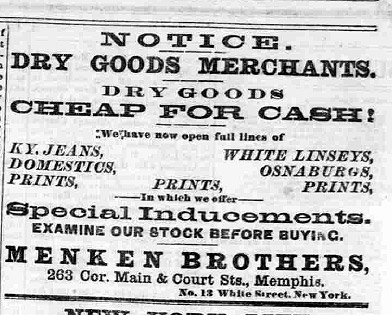 NOTICE.
DRY GOODS MERCHANTS.
DRY GOODS
CHEAP FOR CASH!
We have now open full lines of
KY. JEANS, WHITE LINSEYS,
DOMESTICS, OSNABURGS,
PRINTS, PRINTS, PRINTS,
In which we offer
Special Inducements.
EXAMINE OUR STOCK BEFORE BUYING.
MENKEN BROTHERS,
263 Cor. Main & Court Sts., Memphis.
No. 13 White Street, New York.